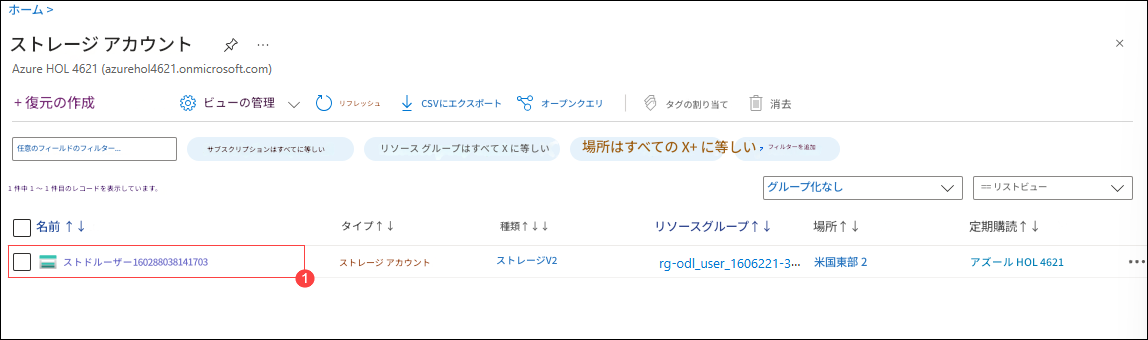 ホーム >
ストレージ アカウント ...
Azure HOL 4621 (azurehol4621.onmicrosoft.com)
+ 復元の作成 ビューの管理 リフレッシュ CSVにエクスポート オープンクエリ タグの割り当て 消去
任意のフィールドのフィルター... サブスクリプションはすべてに等しい リソース グループはすべて X に等しい 場所はすべての X+ に等しい フィルターを追加
1 件中 1 ～ 1 件目のレコードを表示しています。
グループ化なし == リストビュー
名前 ↑↓ タイプ↑↓ 種類↑↓↓ リソースグループ↑↓ 場所↑↓ 定期購読↑↓
ストドルーザー160288038141703 ストレージ アカウント ストレージV2 rg-odl_user_1606221-3... 米国東部 2 アズール HOL 4621 ...
1